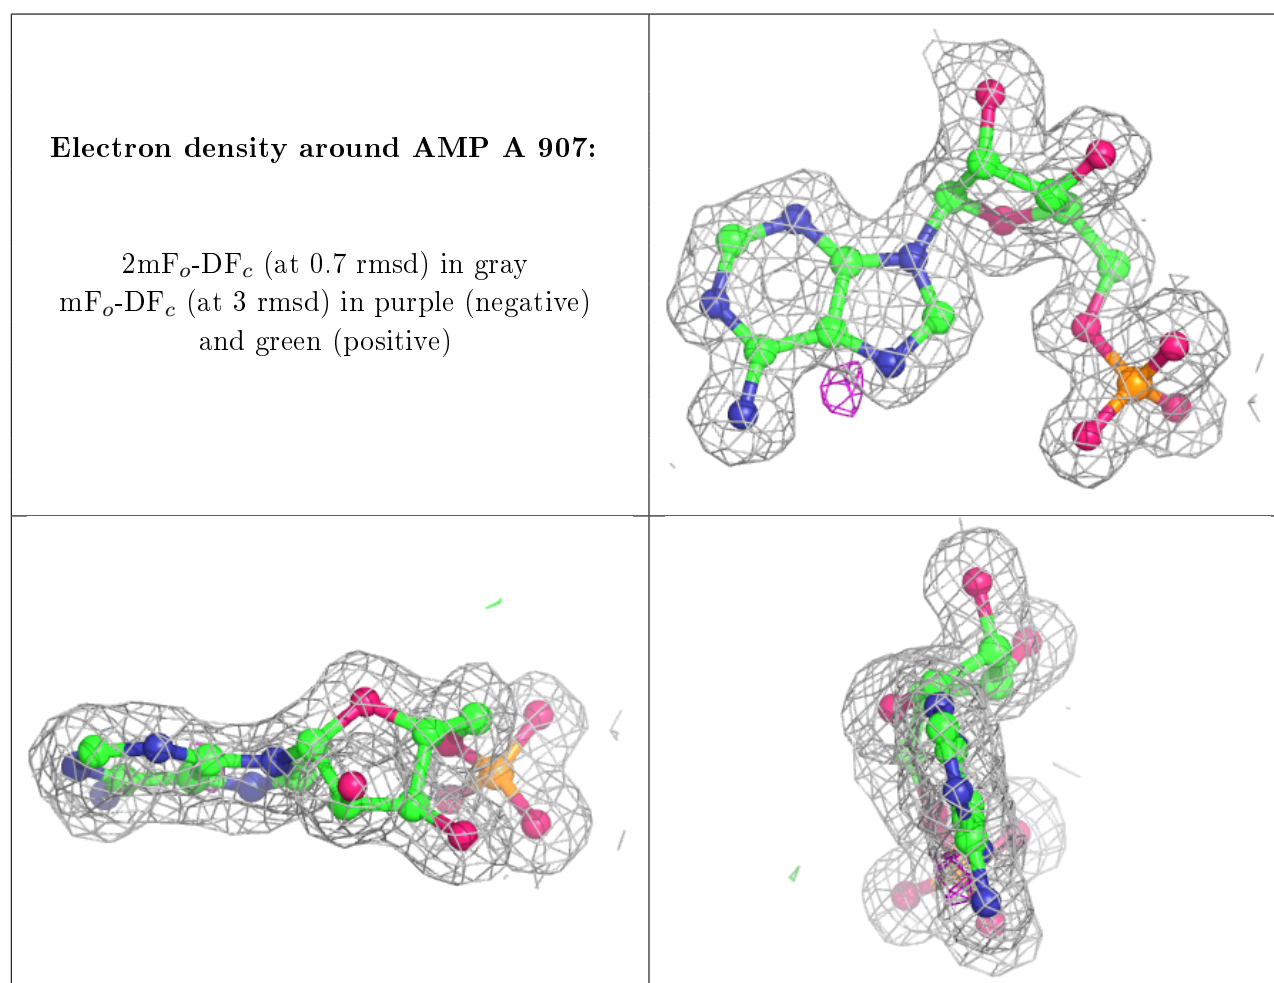 Electron density around AMP A 907:
2mFo-DFc (at 0.7 rmsd) in gray
mFo-DFc (at 3 rmsd) in purple (negative)
and green (positive)